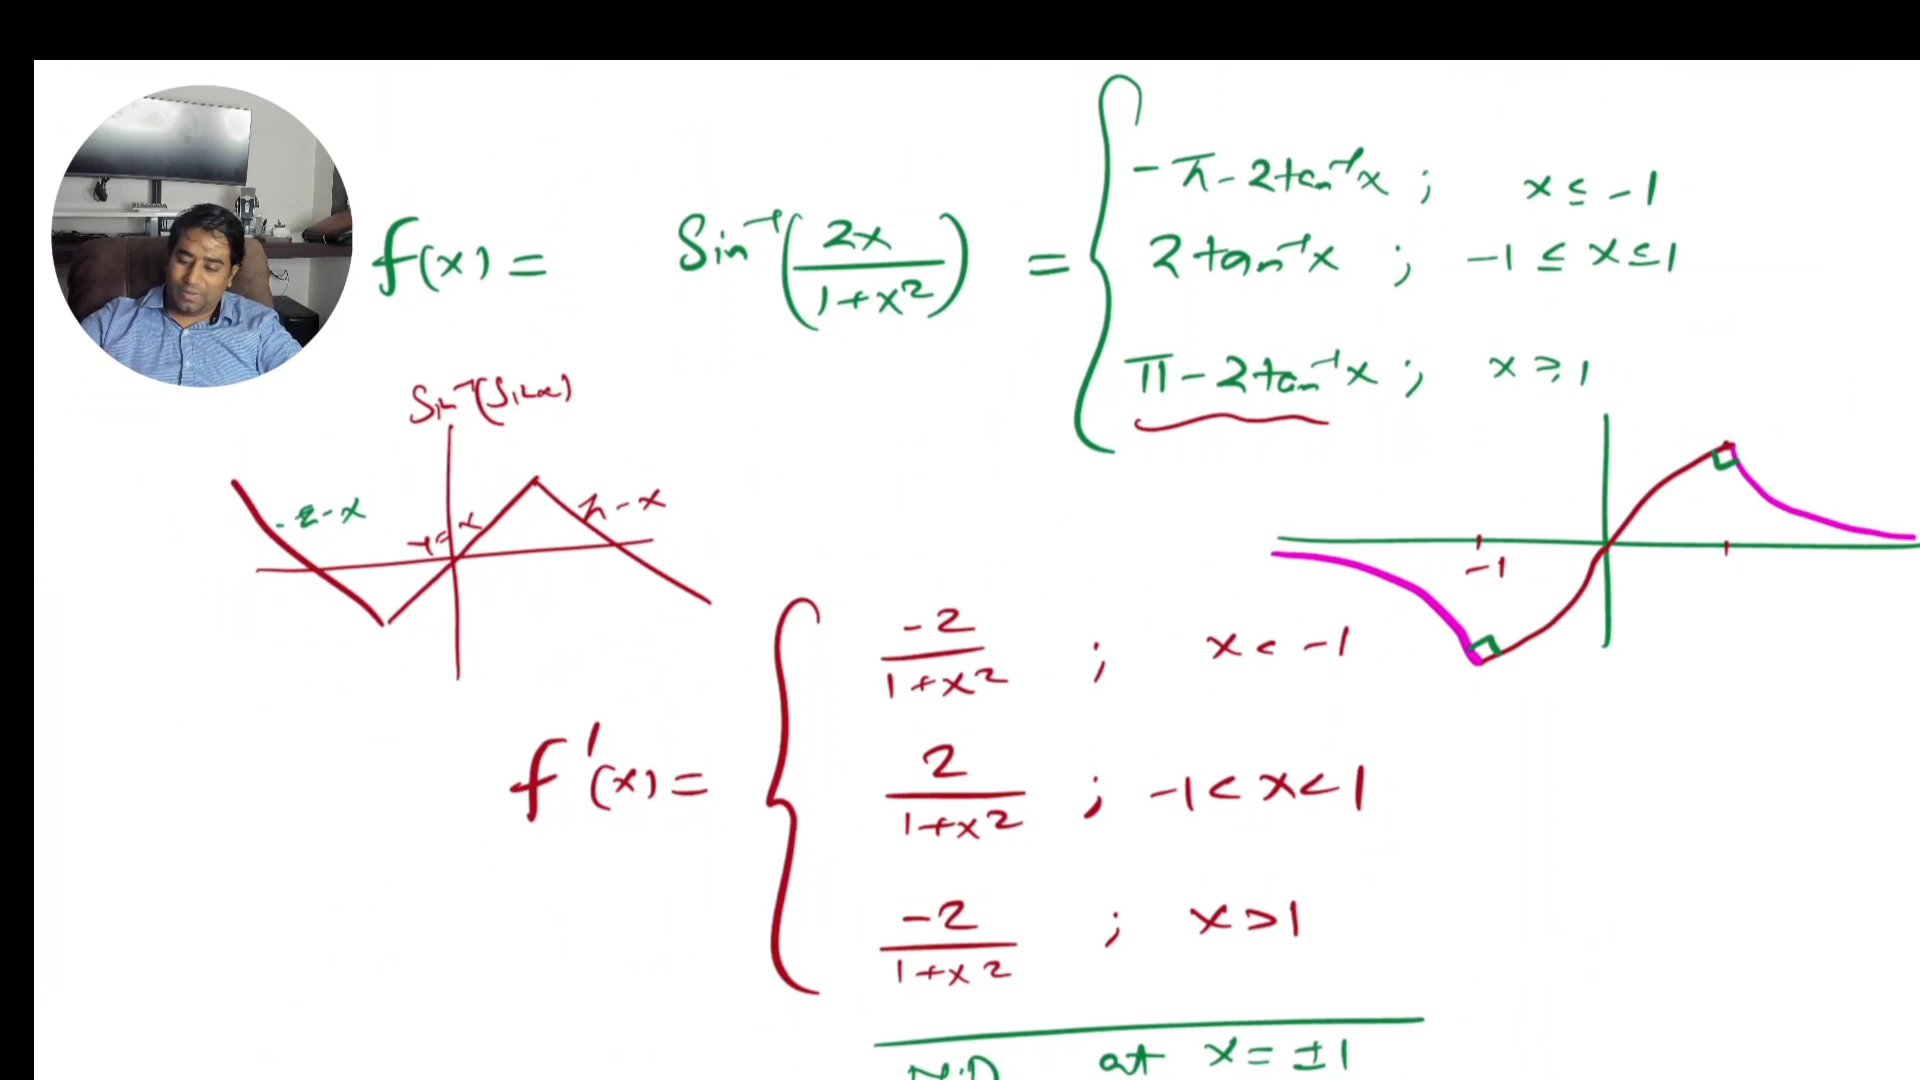 f(x) = Sin⁻¹(2x/(1+x²)) = {
-π - 2tan⁻¹x ; x ≤ -1
2tan⁻¹x ; -1 ≤ x ≤ 1
π - 2tan⁻¹x ; x ≥ 1
Sin⁻¹(Sinx)
-π-x
x
π-x
-1
f'(x) = {
-2/(1+x²) ; x < -1
2/(1+x²) ; -1 < x < 1
-2/(1+x²) ; x > 1
N.D at x = ±1